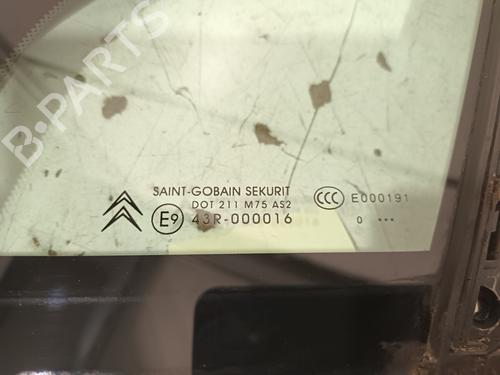 B-PARTS
SAINT-GOBAIN SEKURIT
DOT 211 M75 AS2
E9 43R-000016
CCC E000191
0 •••